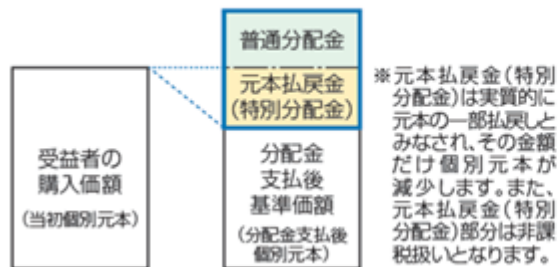 普通分配金
元本払戻金
(特別分配金)
受益者の
購入価額
(当初個別元本)
分配金
支払後
基準価額
(分配金支払後
個別元本)
※元本払戻金(特別
分配金)は実質的に
元本の一部払戻しと
みなされ、その金額
だけ個別元本が
減少します。また、
元本払戻金(特別
分配金)部分は非課
税扱いとなります。